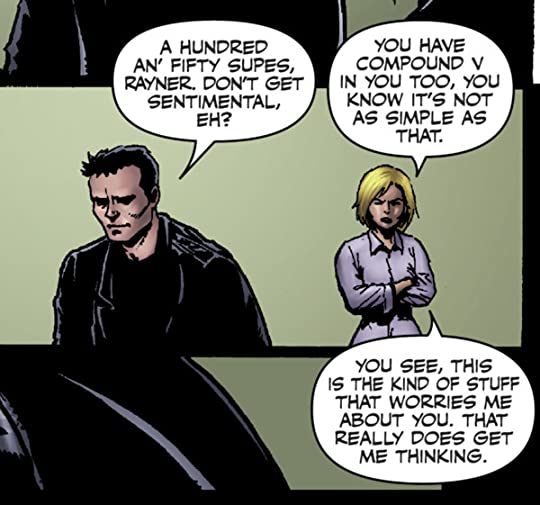 A HUNDRED
AN' FIFTY SUPES,
RAYNER. DON'T GET
SENTIMENTAL,
EH?
YOU HAVE
COMPOUND V
IN YOU TOO, YOU
KNOW IT'S NOT
AS SIMPLE AS
THAT.
YOU SEE, THIS
IS THE KIND OF STUFF
THAT WORRIES ME
ABOUT YOU. THAT
REALLY DOES GET
ME THINKING.